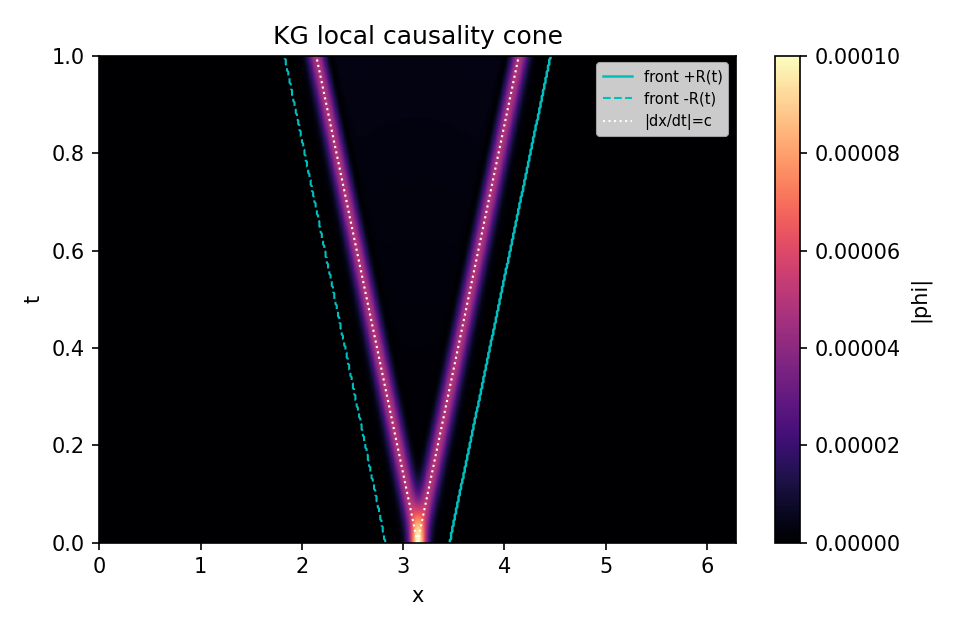 KG local causality cone
front +R(t)
front -R(t)
|dx/dt|=c
1.0
0.8
0.6
0.4
0.2
0.0
t
0 1 2 3 4 5 6
x
0.00010
0.00008
0.00006
0.00004
0.00002
0.00000
|phi|